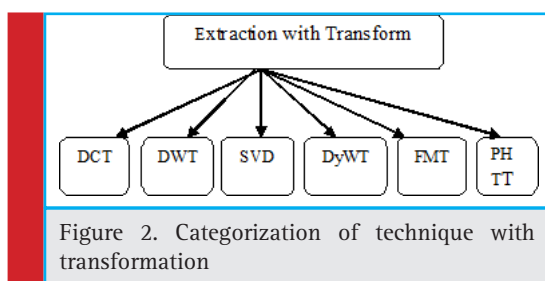 Extraction with Transform
DCT DWT SVD DyWT FMT PH
TT
Figure 2. Categorization of technique with
transformation